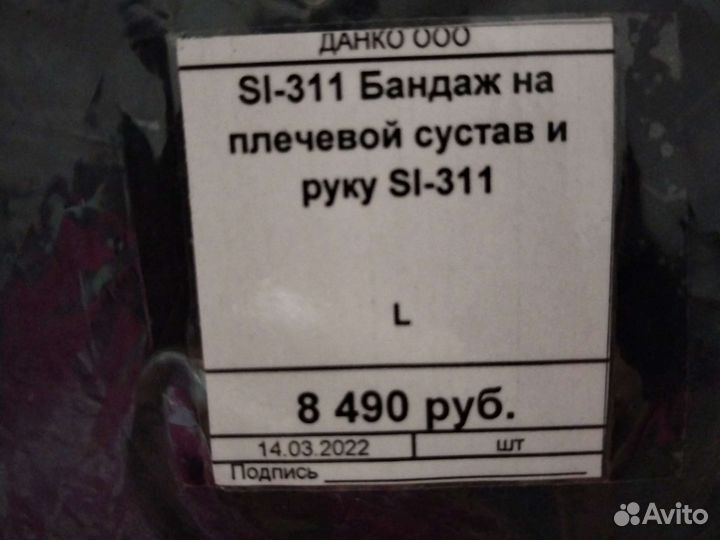 ДАНКО ООО
SI-311 Бандаж на
плечевой сустав и
руку SI-311
L
8 490 руб.
14.03.2022 шт
Подпись
Avito